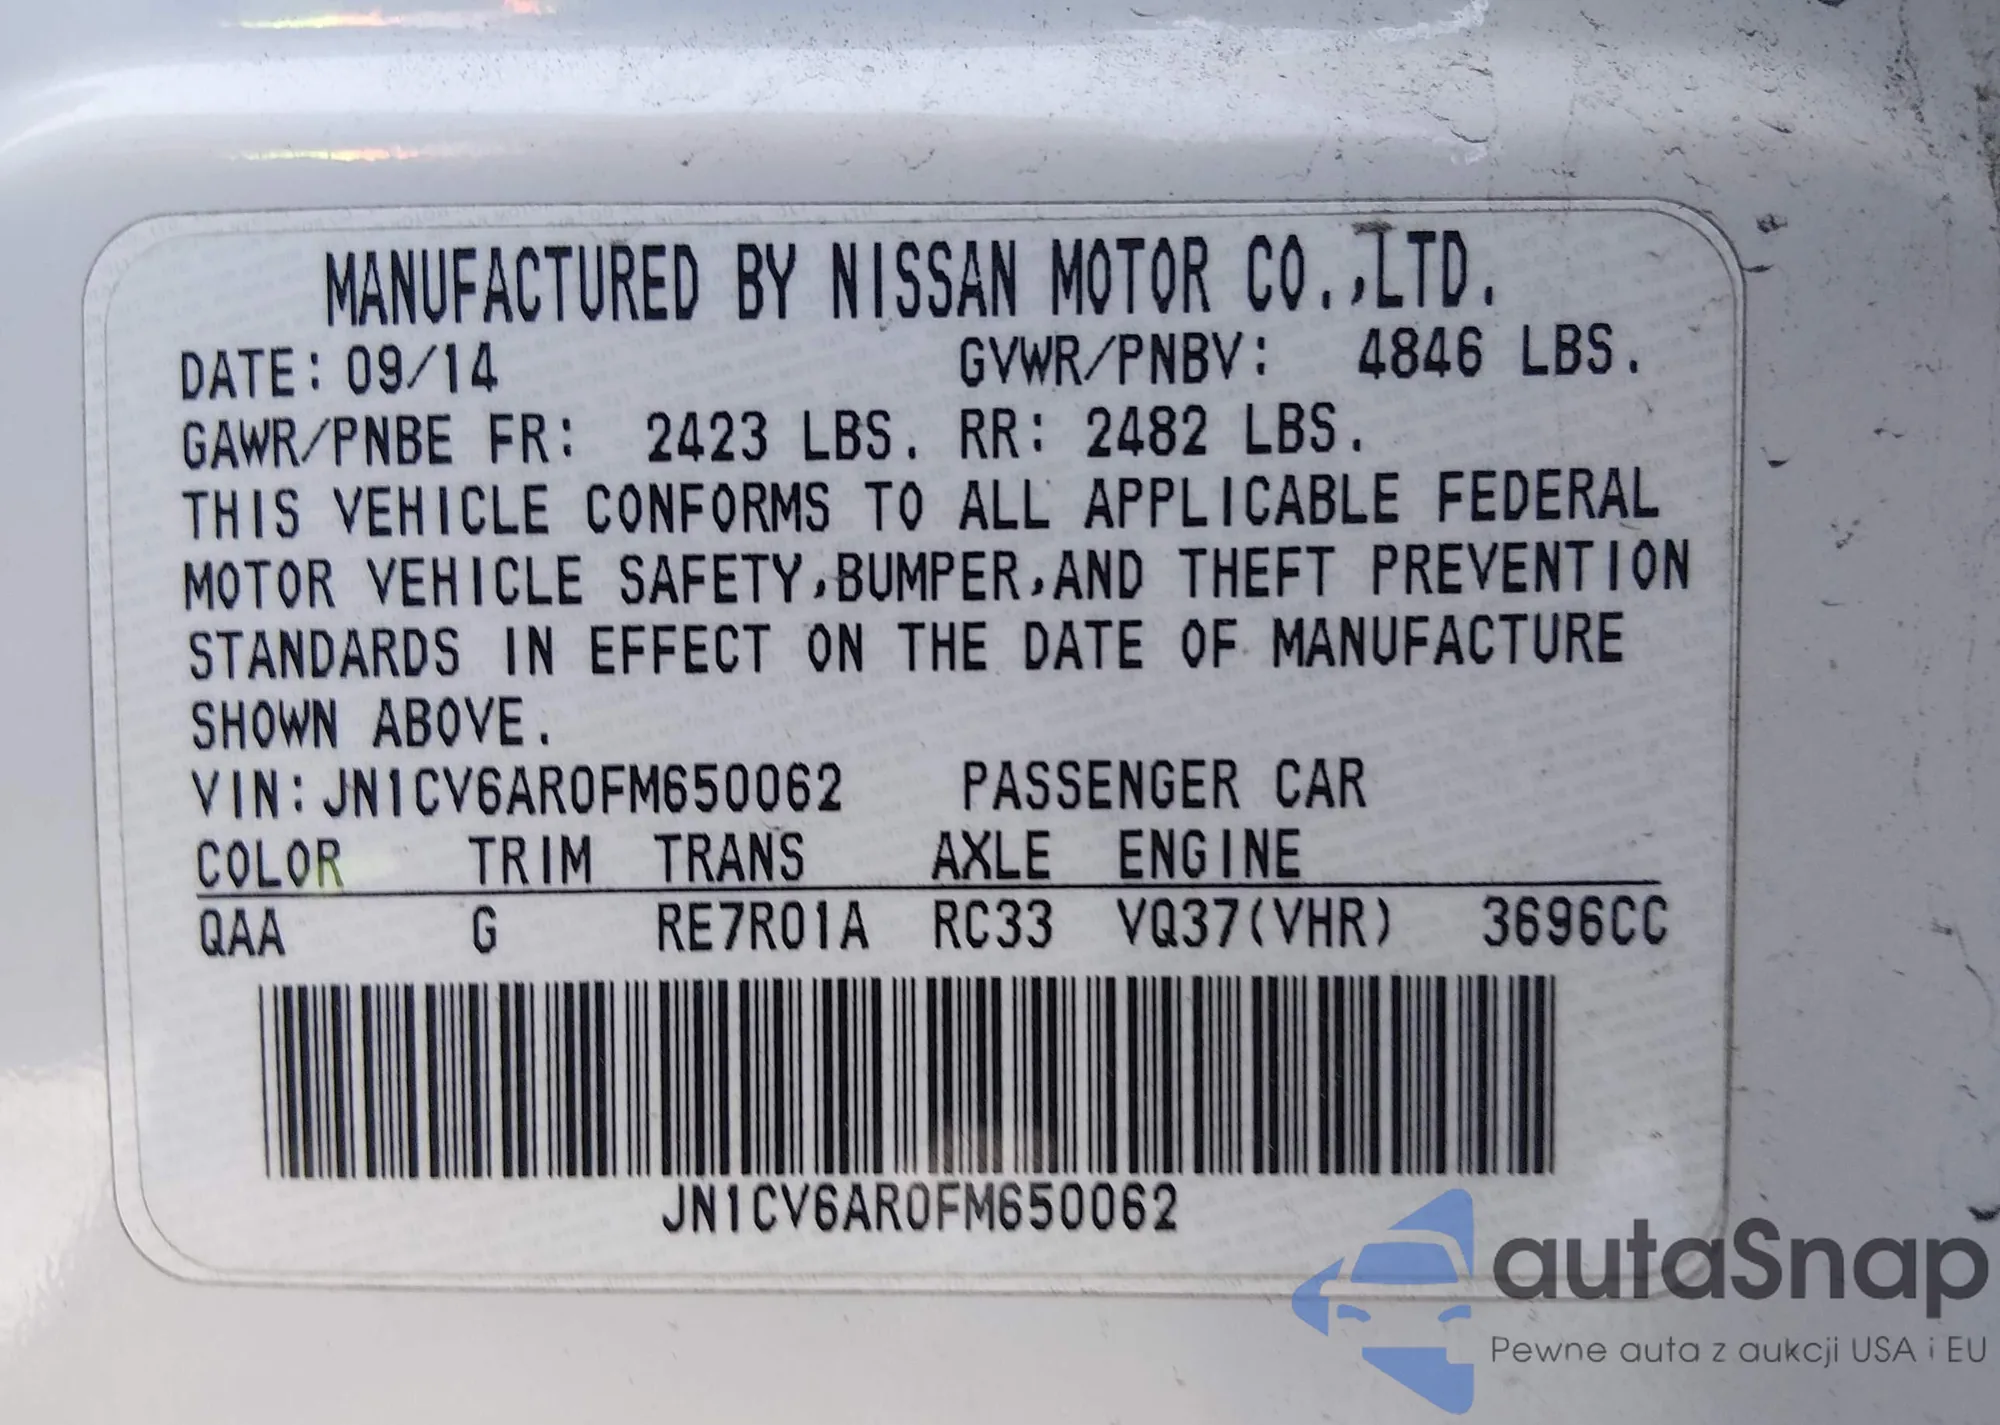 MANUFACTURED BY NISSAN MOTOR CO.,LTD.
DATE: 09/14 GVWR/PNBV: 4846 LBS.
GAWR/PNBE FR: 2423 LBS. RR: 2482 LBS.
THIS VEHICLE CONFORMS TO ALL APPLICABLE FEDERAL
MOTOR VEHICLE SAFETY,BUMPER,AND THEFT PREVENTION
STANDARDS IN EFFECT ON THE DATE OF MANUFACTURE
SHOWN ABOVE.
VIN:JN1CV6AR0FM650062 PASSENGER CAR
COLOR TRIM TRANS AXLE ENGINE
QAA G RE7R01A RC33 VQ37(VHR) 3696CC
JN1CV6AR0FM650062
autaSnap
Pewne auta z aukcji USA i EU